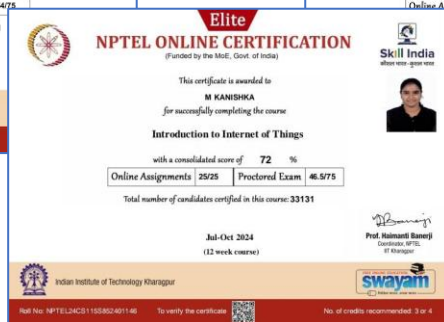 4/75
Online A
Elite
NPTEL ONLINE CERTIFICATION
(Funded by the MoE, Govt. of India)
Skill India
कौशल भारत - कुशल भारत
This certificate is awarded to
M KANISHKA
for successfully completing the course
Introduction to Internet of Things
with a consolidated score of 72 %
Online Assignments 25/25 Proctored Exam 46.5/75
Total number of candidates certified in this course: 33131
Jul-Oct 2024
(12 week course)
Prof. Haimanti Banerji
Coordinator, NPTEL
IIT Kharagpur
Indian Institute of Technology Kharagpur
swayam
Roll No: NPTEL24CS115S852401146 To verify the certificate No. of credits recommended: 3 or 4